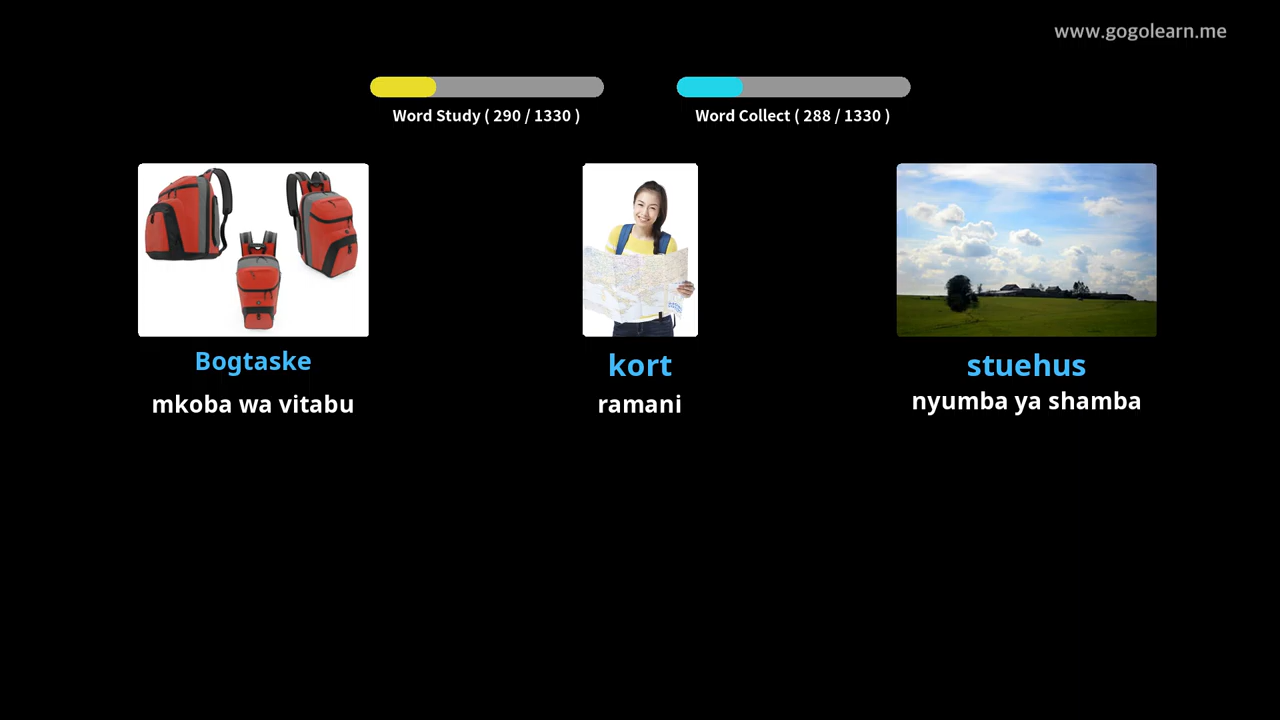 www.gogolearn.me
Word Study ( 290 / 1330 )
Word Collect ( 288 / 1330 )
Bogtaske
kort
stuehus
mkoba wa vitabu
ramani
nyumba ya shamba